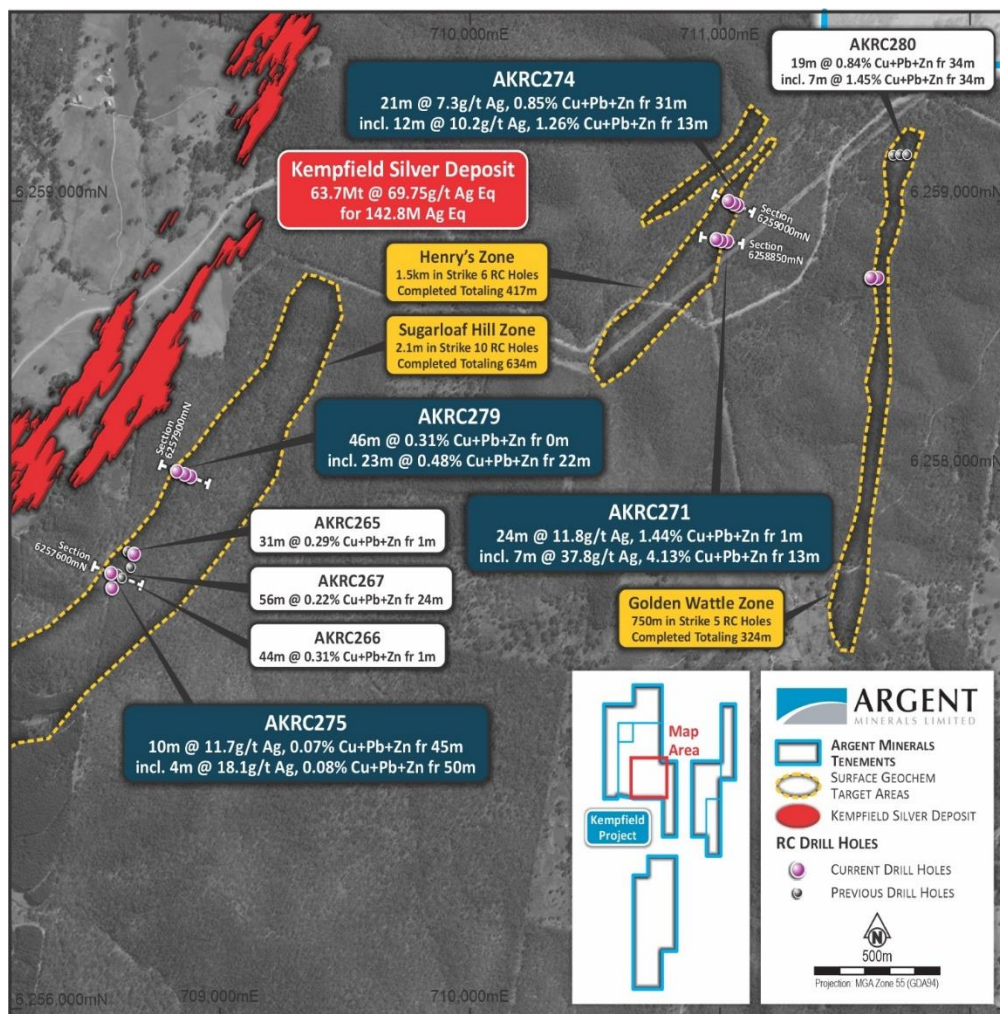 710,000mE
711,000mE
AKRC280
19m @ 0.84% Cu+Pb+Zn fr 34m
incl. 7m @ 1.45% Cu+Pb+Zn fr 34m
AKRC274
21m @ 7.3g/t Ag, 0.85% Cu+Pb+Zn fr 31m
incl. 12m @ 10.2g/t Ag, 1.26% Cu+Pb+Zn fr 13m
6,259,000mN
6,259,000mN
Kempfield Silver Deposit
63.7Mt @ 69.75g/t Ag Eq
for 142.8M Ag Eq
Section
6259000mN
Section
6258850mN
Henry's Zone
1.5km in Strike 6 RC Holes
Completed Totaling 417m
Sugarloaf Hill Zone
2.1m in Strike 10 RC Holes
Completed Totaling 634m
Section
6257900mN
AKRC279
46m @ 0.31% Cu+Pb+Zn fr 0m
incl. 23m @ 0.48% Cu+Pb+Zn fr 22m
6,258,000mN
AKRC271
24m @ 11.8g/t Ag, 1.44% Cu+Pb+Zn fr 1m
incl. 7m @ 37.8g/t Ag, 4.13% Cu+Pb+Zn fr 13m
AKRC265
31m @ 0.29% Cu+Pb+Zn fr 1m
Section
6257600mN
AKRC267
56m @ 0.22% Cu+Pb+Zn fr 24m
AKRC266
44m @ 0.31% Cu+Pb+Zn fr 1m
Golden Wattle Zone
750m in Strike 5 RC Holes
Completed Totaling 324m
AKRC275
10m @ 11.7g/t Ag, 0.07% Cu+Pb+Zn fr 45m
incl. 4m @ 18.1g/t Ag, 0.08% Cu+Pb+Zn fr 50m
Map
Area
Kempfield
Project
ARGENT
MINERALS LIMITED
ARGENT MINERALS
TENEMENTS
SURFACE GEOCHEM
TARGET AREAS
KEMPFIELD SILVER DEPOSIT
RC DRILL HOLES
CURRENT DRILL HOLES
PREVIOUS DRILL HOLES
N
500m
Projection: MGA Zone 55 (GDA94)
6,256,000mN
709,000mE
710,000mE